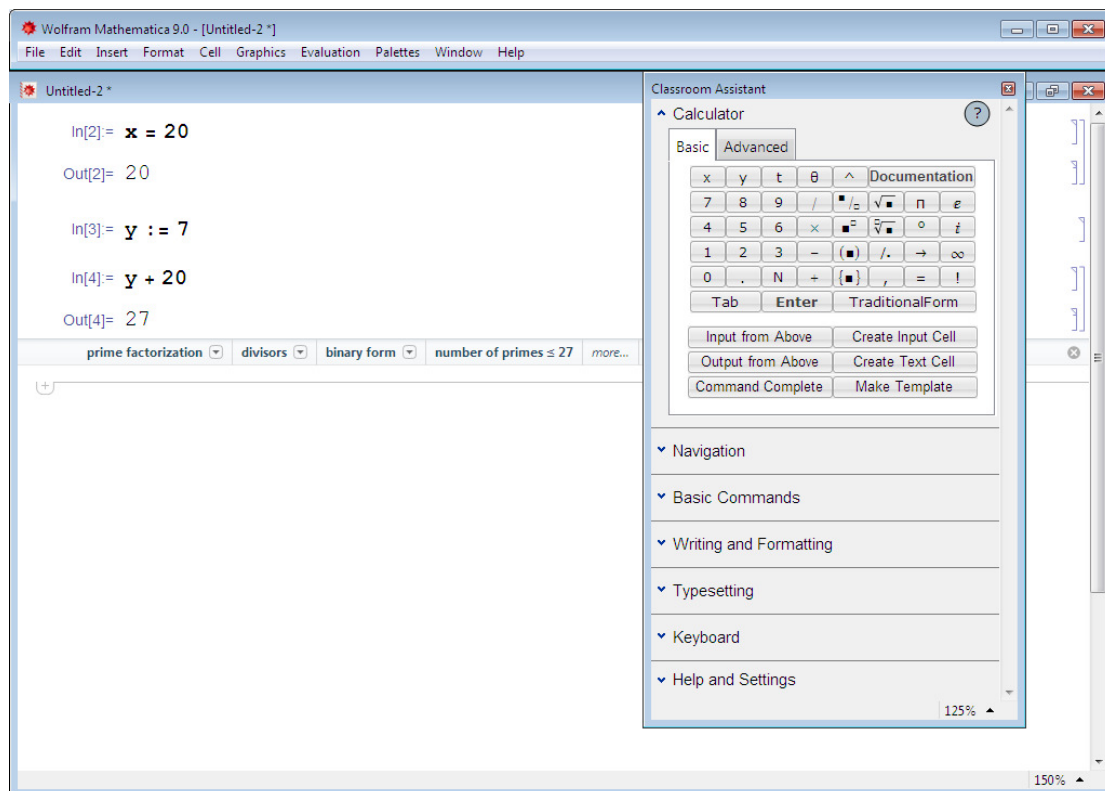 Wolfram Mathematica 9.0 - [Untitled-2 *]
File Edit Insert Format Cell Graphics Evaluation Palettes Window Help
Untitled-2 *
In[2]:= x = 20
Out[2]= 20
In[3]:= y := 7
In[4]:= y + 20
Out[4]= 27
prime factorization divisors binary form number of primes ≤ 27 more...
Classroom Assistant
Calculator ?
Basic Advanced
x y t θ ^ Documentation
7 8 9 / ■/□ √■ π e
4 5 6 × ■^□ □√■ ° i
1 2 3 − (■) /. → ∞
0 . N + {■} , = !
Tab Enter TraditionalForm
Input from Above Create Input Cell
Output from Above Create Text Cell
Command Complete Make Template
Navigation
Basic Commands
Writing and Formatting
Typesetting
Keyboard
Help and Settings
125%
150%